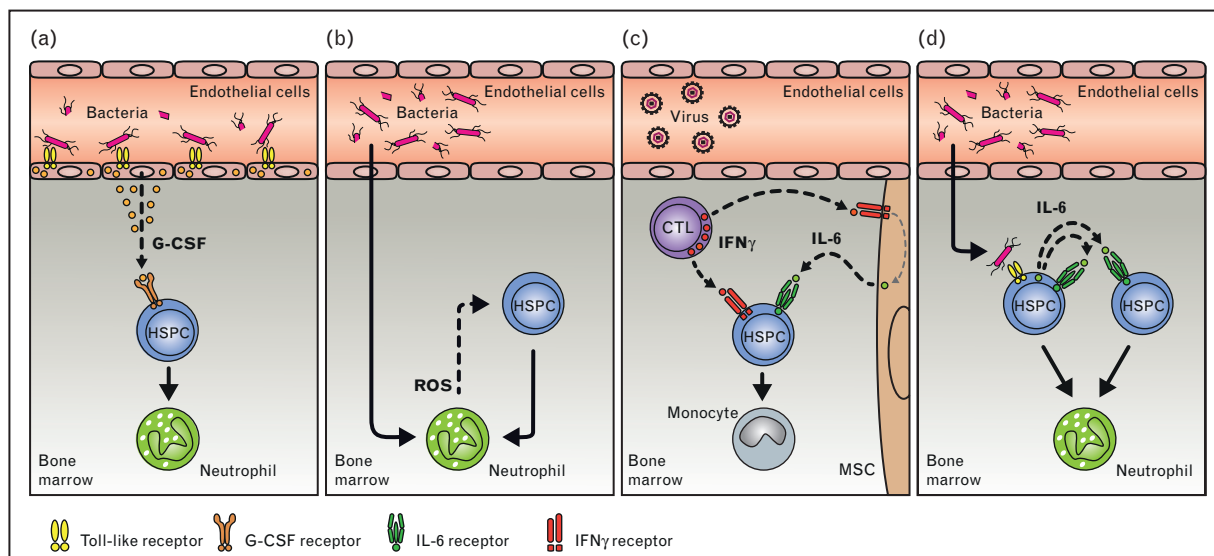 (a)
Endothelial cells
Bacteria
G-CSF
HSPC
Neutrophil
Bone
marrow
(b)
Endothelial cells
Bacteria
HSPC
ROS
Neutrophil
Bone
marrow
(c)
Endothelial cells
Virus
CTL
IFNγ
IL-6
HSPC
Monocyte
MSC
Bone
marrow
(d)
Endothelial cells
Bacteria
IL-6
HSPC
HSPC
Neutrophil
Bone
marrow
Toll-like receptor
G-CSF receptor
IL-6 receptor
IFNγ receptor